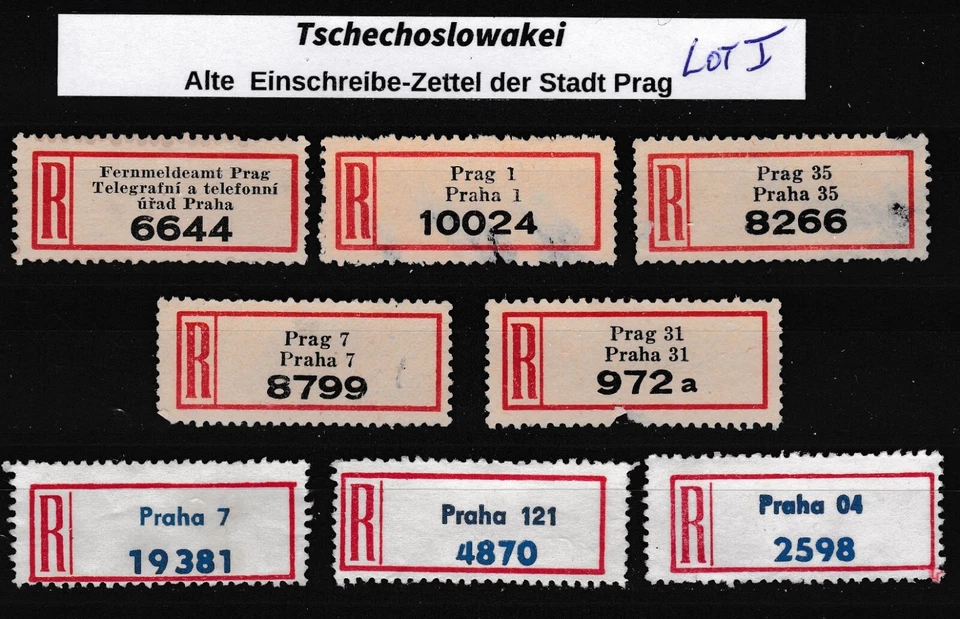 Tschechoslowakei
LOT I
Alte Einschreibe-Zettel der Stadt Prag
R
Fernmeldeamt Prag
Telegrafní a telefonní
úřad Praha
6644
R
Prag 1
Praha 1
10024
R
Prag 35
Praha 35
8266
R
Prag 7
Praha 7
8799
R
Prag 31
Praha 31
972 a
R
Praha 7
19381
R
Praha 121
4870
R
Praha 04
2598